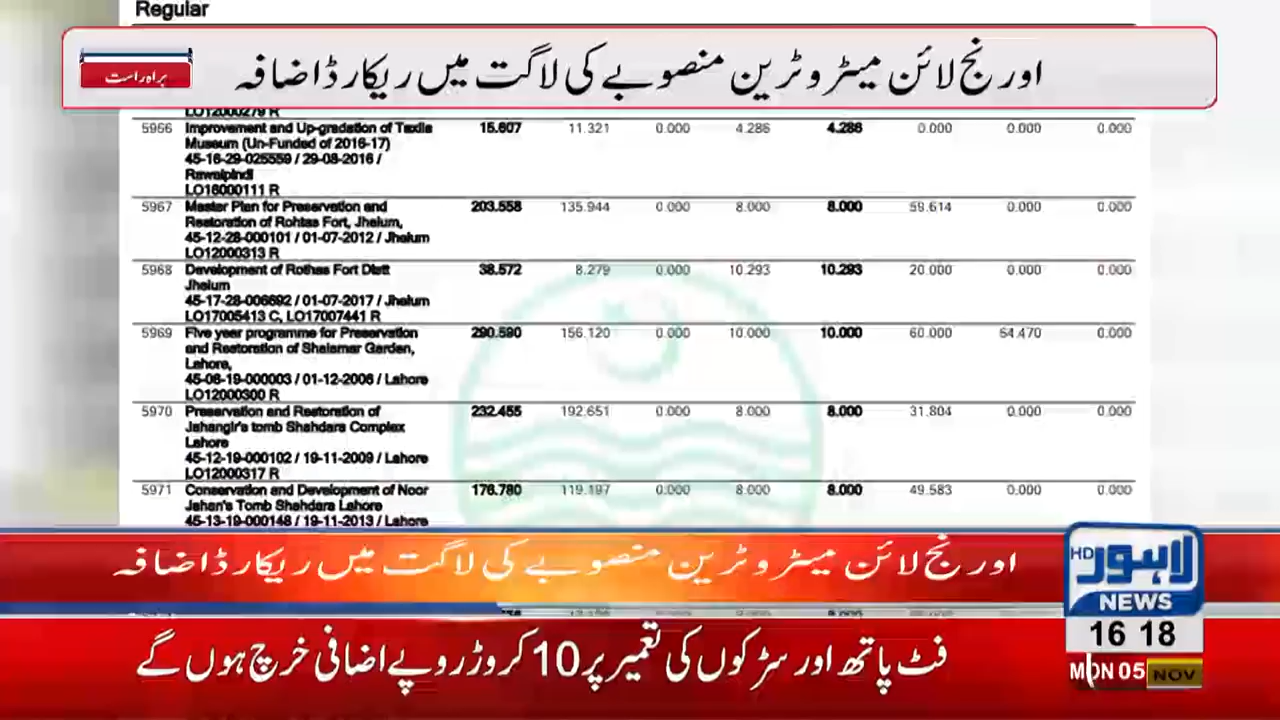 Regular
براہ راست
اورنج لائن میٹرو ٹرین منصوبے کی لاگت میں ریکارڈ اضافہ
LO12000279 R
5956 Improvement and Up-gradation of Taxila 15.607 11.321 0.000 4.286 4.286 0.000 0.000 0.000
Museum (Un-Funded of 2016-17)
45-16-29-025559 / 29-08-2016 /
Rawalpindi
LO16000111 R
5967 Master Plan for Preservation and 203.558 135.944 0.000 8.000 8.000 59.614 0.000 0.000
Restoration of Rohtas Fort, Jhelum,
45-12-28-000101 / 01-07-2012 / Jhelum
LO12000313 R
5968 Development of Rothas Fort Distt 38.572 8.279 0.000 10.293 10.293 20.000 0.000 0.000
Jhelum
45-17-28-006692 / 01-07-2017 / Jhelum
LO17005413 C, LO17007441 R
5969 Five year programme for Preservation 290.590 156.120 0.000 10.000 10.000 60.000 64.470 0.000
and Restoration of Shalamar Garden,
Lahore,
45-06-19-000003 / 01-12-2006 / Lahore
LO12000300 R
5970 Preservation and Restoration of 232.455 192.651 0.000 8.000 8.000 31.804 0.000 0.000
Jahangir's tomb Shahdara Complex
Lahore
45-12-19-000102 / 19-11-2009 / Lahore
LO12000317 R
5971 Conservation and Development of Noor 176.780 119.197 0.000 8.000 8.000 49.583 0.000 0.000
Jahan's Tomb Shahdara Lahore
45-13-19-000148 / 19-11-2013 / Lahore
اورنج لائن میٹرو ٹرین منصوبے کی لاگت میں ریکارڈ اضافہ
HD لاہور
NEWS
16 18
MON 05 NOV
فٹ پاتھ اور سڑکوں کی تعمیر پر 10 کروڑ روپے اضافی خرچ ہوں گے